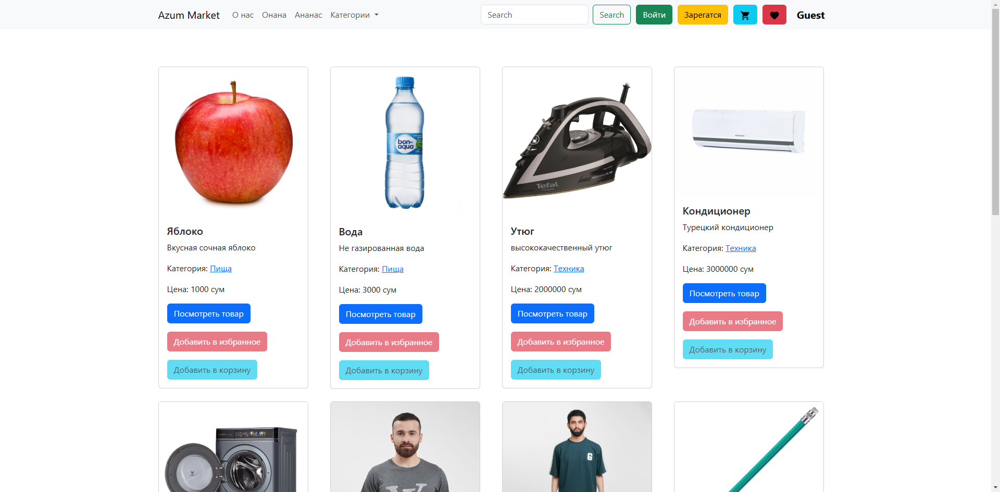 Azum Market О нас Онана Ананас Категории Search Search Войти Зарегатся Guest
bon
aqua
Tefal
Яблоко
Вкусная сочная яблоко
Категория: Пища
Цена: 1000 сум
Посмотреть товар
Добавить в избранное
Добавить в корзину
Вода
Не газированная вода
Категория: Пища
Цена: 3000 сум
Посмотреть товар
Добавить в избранное
Добавить в корзину
Утюг
высококачественный утюг
Категория: Техника
Цена: 2000000 сум
Посмотреть товар
Добавить в избранное
Добавить в корзину
Кондиционер
Турецкий кондиционер
Категория: Техника
Цена: 3000000 сум
Посмотреть товар
Добавить в избранное
Добавить в корзину
G